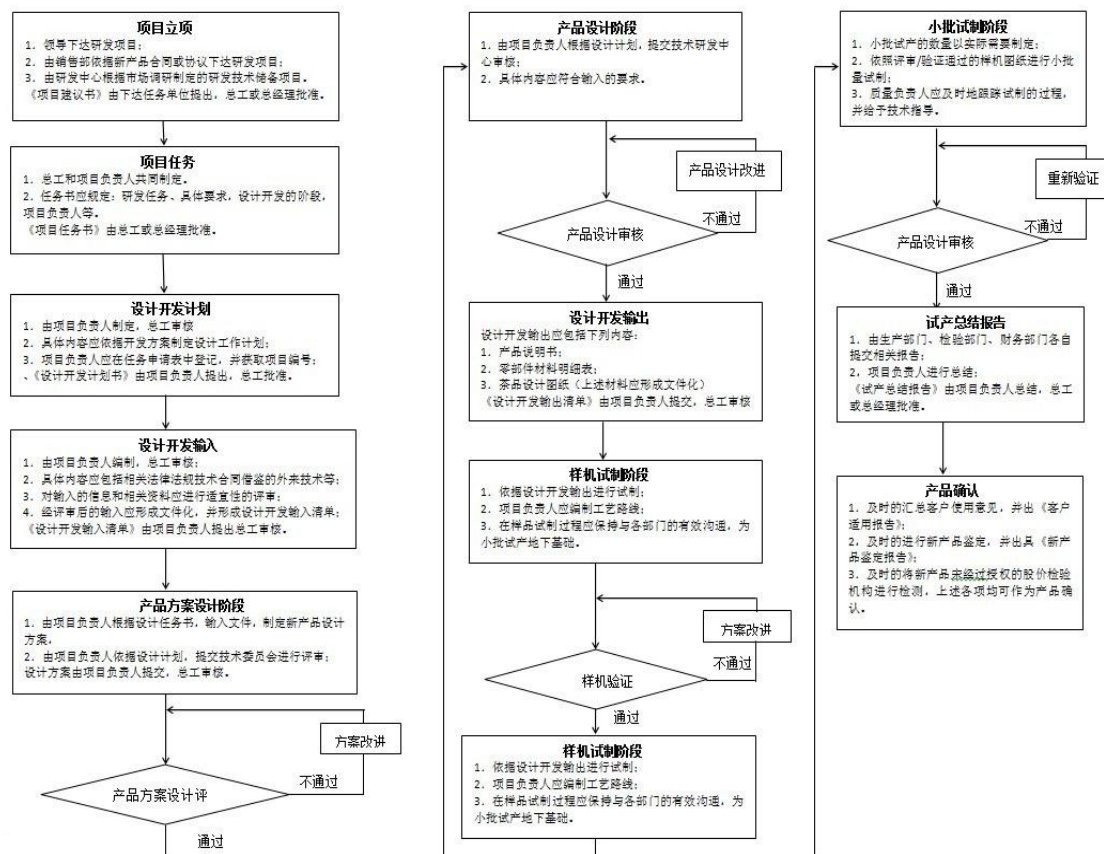 项目立项
1．领导下达研发项目；
2．由销售部依据新产品合同或协议下达研发项目；
3．由研发中心根据市场调研制定的研发技术储备项目。
《项目建议书》由下达任务单位提出，总工或总经理批准。
项目任务
1．总工和项目负责人共同制定。
2．任务书应规定：研发任务、具体要求，设计开发的阶段，
项目负责人等。
《项目任务书》由总工或总经理批准。
设计开发计划
1．由项目负责人制定，总工审核
2．具体内容应依据开发方案制定设计工作计划；
3．项目负责人应在任务申请表中登记，并获取项目编号；
、《设计开发计划书》由项目负责人提出，总工批准。
设计开发输入
1．由项目负责人编制，总工审核；
2．具体内容应包括相关法律法规技术合同借鉴的外来技术等；
3．对输入的信息和相关资料应进行适宜性的评审；
4．经评审后的输入应形成文件化，并形成设计开发输入清单；
《设计开发输入清单》由项目负责人提出总工审核。
产品方案设计阶段
1．由项目负责人根据设计任务书，输入文件，制定新产品设计
方案，
2．由项目负责人依据设计计划，提交技术委员会进行评审；
设计方案由项目负责人提交，总工审核。
方案改讲
不通过
产品方案设计评
通过
产品设计阶段
1．由项目负责人根据设计计划，提交技术研发中
心审核；
2．具体内容应符合输入的要求。
产品设计改进
不通过
产品设计审核
通过
设计开发输出
设计开发输出应包括下列内容：
1．产品说明书；
2．零部件材料明细表；
3．茶品设计图纸（上述材料应形成文件化）
《设计开发输出清单》由项目负责人提交，总工审核
样机试制阶段
1．依据设计开发输出进行试制；
2．项目负责人应编制工艺路线；
3．在样品试制过程应保持与各部门的有效沟通，为
小批试产地下基础。
方案改讲
不通过
样机验证
通过
样机试制阶段
1．依据设计开发输出进行试制；
2．项目负责人应编制工艺路线；
3．在样品试制过程应保持与各部门的有效沟通，为
小批试产地下基础。
小批试制阶段
1．小批试产的数量以实际需要制定；
2．依照评审/验证通过的样机图纸进行小批
量试制；
3．质量负责人应及时地跟踪试制的过程，
并给予技术指导。
重新验证
不通过
产品设计审核
通过
试产总结报告
1．由生产部门、检验部门、财务部门各自
提交相关报告；
2，项目负责人进行总结；
《试产总结报告》由项目负责人总结，总工
或总经理批准。
产品确认
1．及时的汇总客户使用意见，并出《客户
适用报告》；
2，及时的进行新产品鉴定，并出具《新产
品鉴定报告》；
3．及时的将新产品宋经过授权的股价检验
机构进行检测，上述各项均可作为产品确
认。